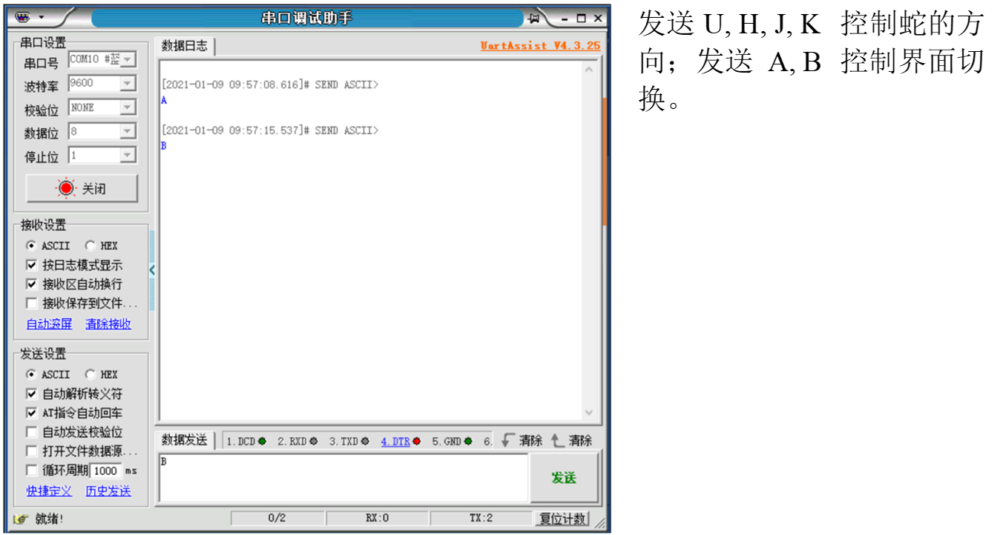 串口调试助手
串口设置
串口号 COM10 #蓝
波特率 9600
校验位 NONE
数据位 8
停止位 1
关闭
接收设置
ASCII HEX
按日志模式显示
接收区自动换行
接收保存到文件...
自动滚屏 清除接收
发送设置
ASCII HEX
自动解析转义符
AT指令自动回车
自动发送校验位
打开文件数据源...
循环周期 1000 ms
快捷定义 历史发送
数据日志 UartAssist V4.3.25
[2021-01-09 09:57:08.616]# SEND ASCII>
A
[2021-01-09 09:57:15.537]# SEND ASCII>
B
数据发送 1.DCD 2.RXD 3.TXD 4.DTR 5.GND 6. 清除 清除
B
发送
就绪! 0/2 RX:0 TX:2 复位计数
发送 U, H, J, K 控制蛇的方
向；发送 A, B 控制界面切
换。